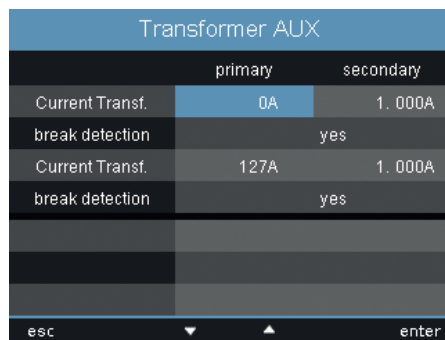 Transformer AUX
primary secondary
Current Transf. 0A 1. 000A
break detection yes
Current Transf. 127A 1. 000A
break detection yes
esc enter